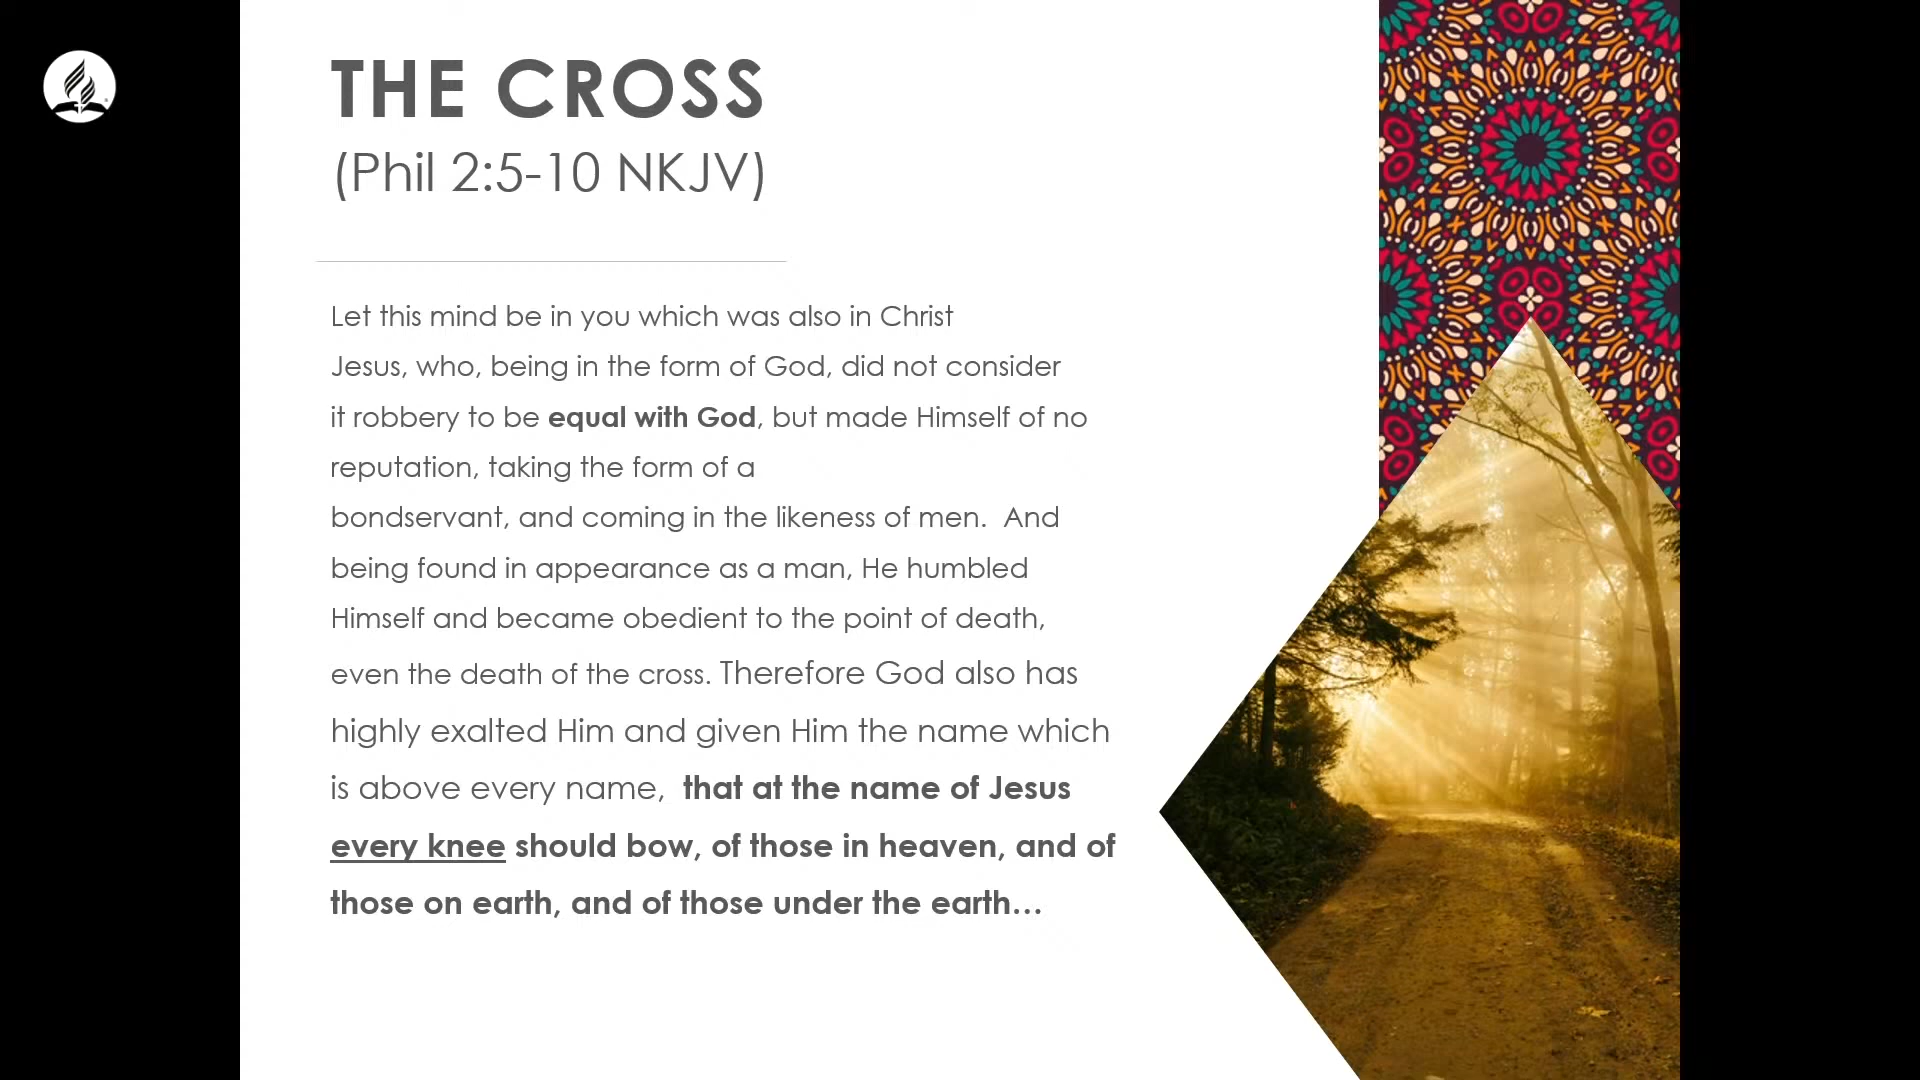 THE CROSS
(Phil 2:5-10 NKJV)
Let this mind be in you which was also in Christ
Jesus, who, being in the form of God, did not consider
it robbery to be equal with God, but made Himself of no
reputation, taking the form of a
bondservant, and coming in the likeness of men.  And
being found in appearance as a man, He humbled
Himself and became obedient to the point of death,
even the death of the cross. Therefore God also has
highly exalted Him and given Him the name which
is above every name,  that at the name of Jesus
every knee should bow, of those in heaven, and of
those on earth, and of those under the earth…